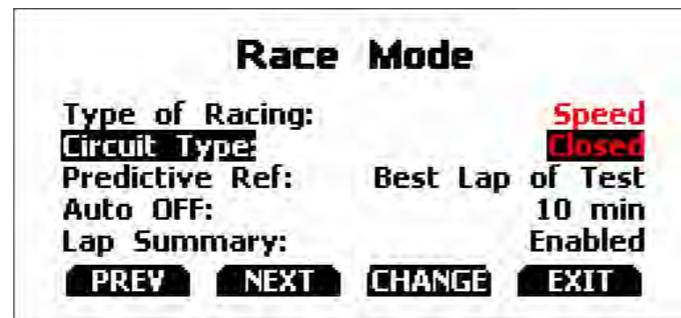 Race Mode
Type of Racing: Speed
Circuit Type: Closed
Predictive Ref: Best Lap of Test
Auto OFF: 10 min
Lap Summary: Enabled
PREV NEXT CHANGE EXIT